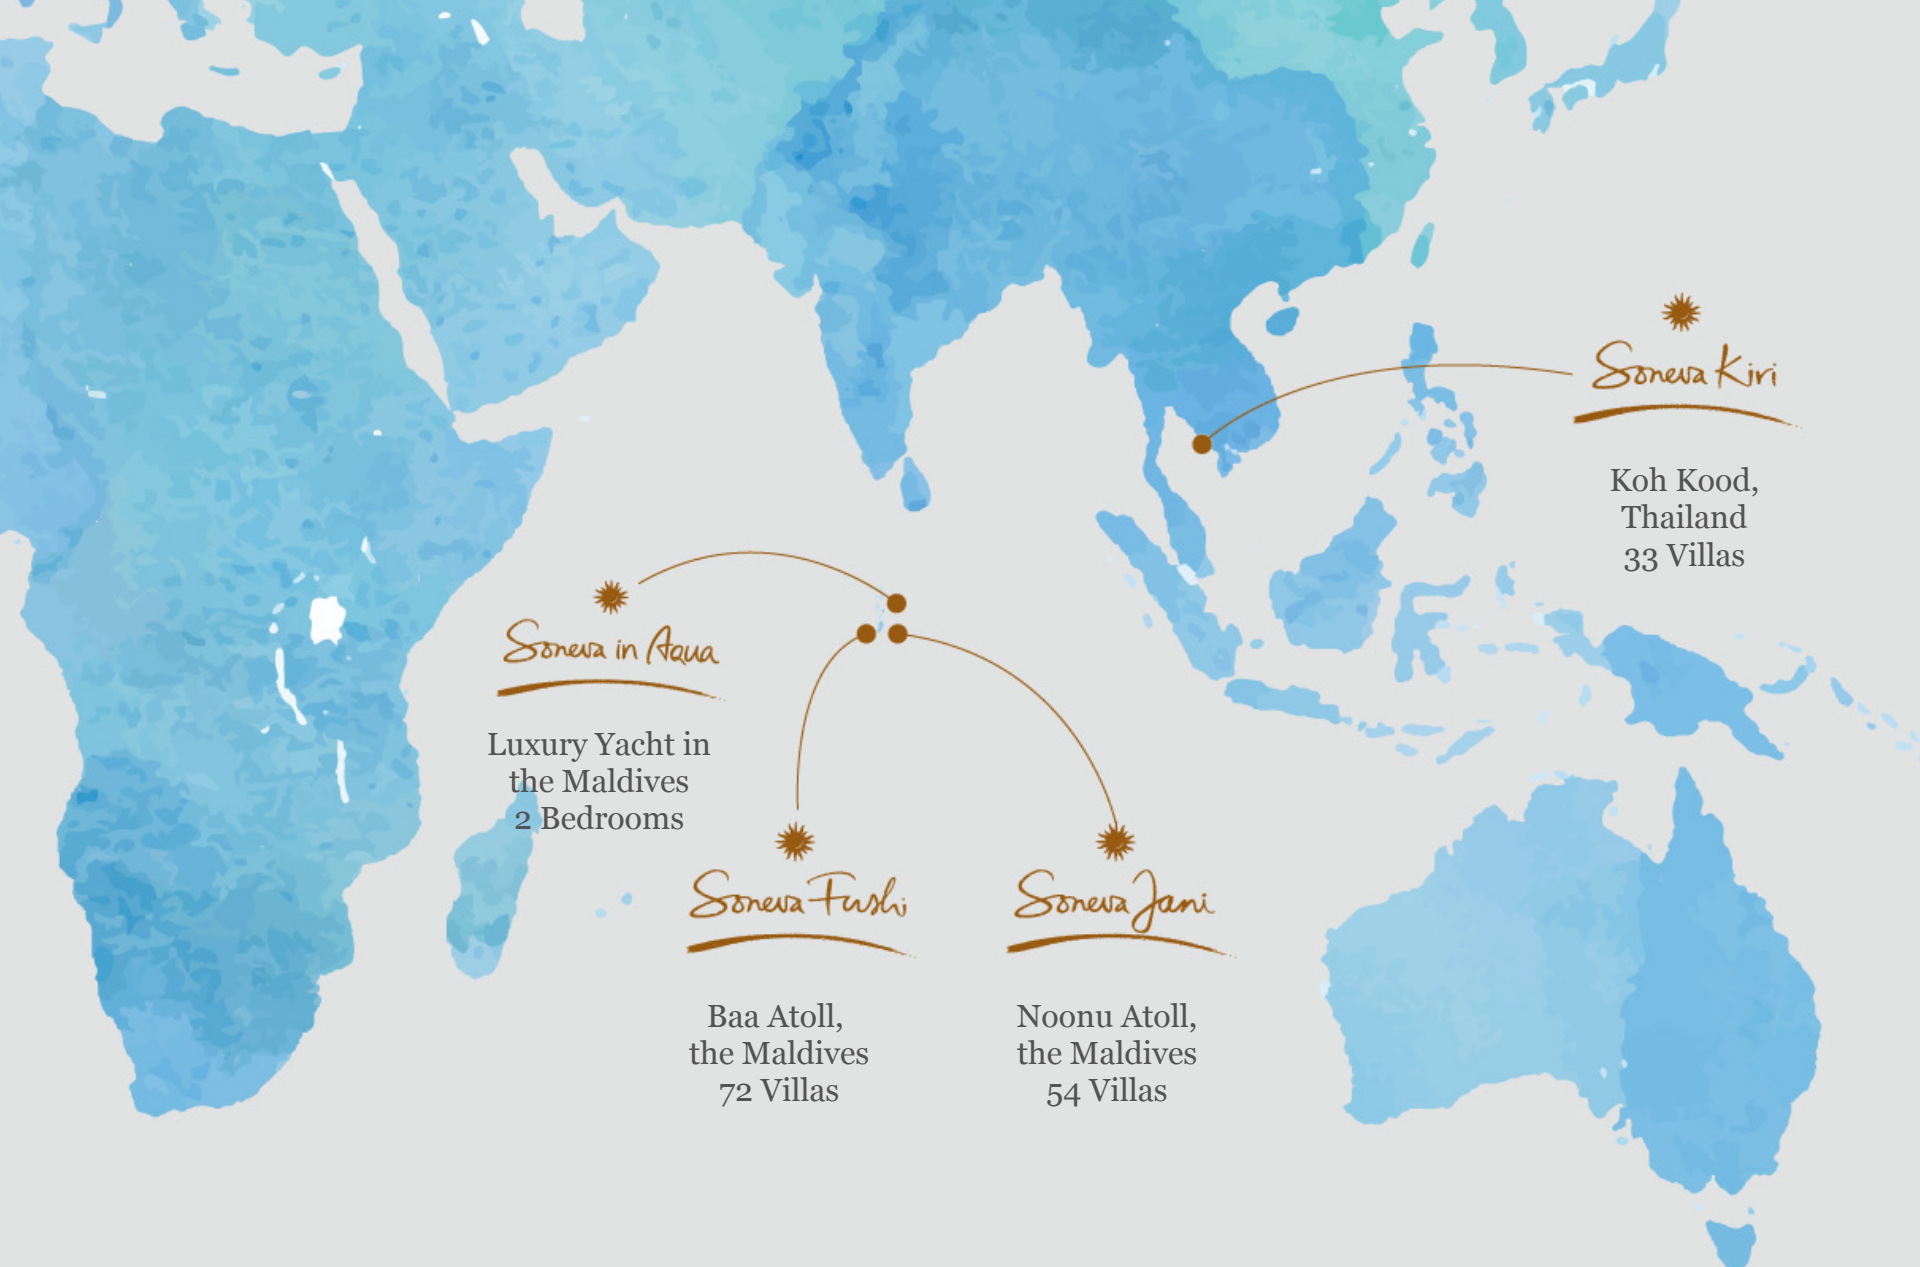 Soneva Kiri
Koh Kood,
Thailand
33 Villas
Soneva in Aqua
Luxury Yacht in
the Maldives
2 Bedrooms
Soneva Fushi
Baa Atoll,
the Maldives
72 Villas
Soneva Jani
Noonu Atoll,
the Maldives
54 Villas